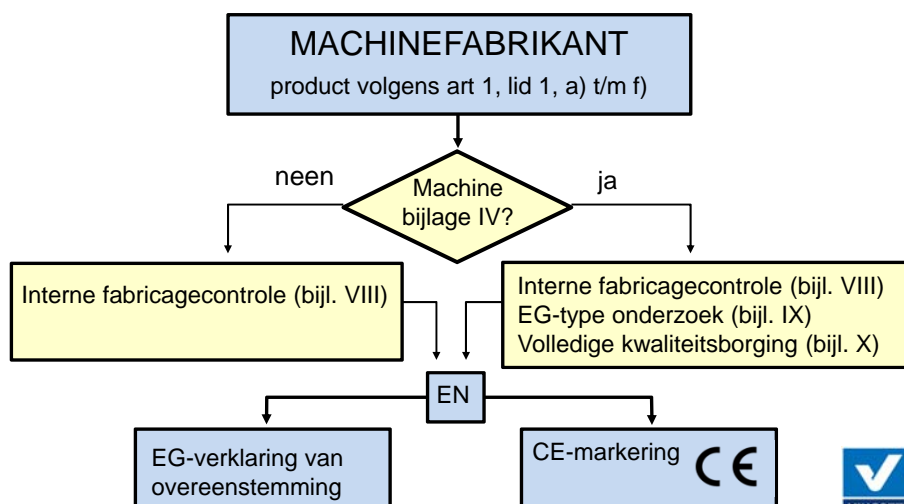 MACHINEFABRIKANT
product volgens art 1, lid 1, a) t/m f)
neen
Machine
bijlage IV?
ja
Interne fabricagecontrole (bijl. VIII)
Interne fabricagecontrole (bijl. VIII)
EG-type onderzoek (bijl. IX)
Volledige kwaliteitsborging (bijl. X)
EN
EG-verklaring van
overeenstemming
CE-markering CE